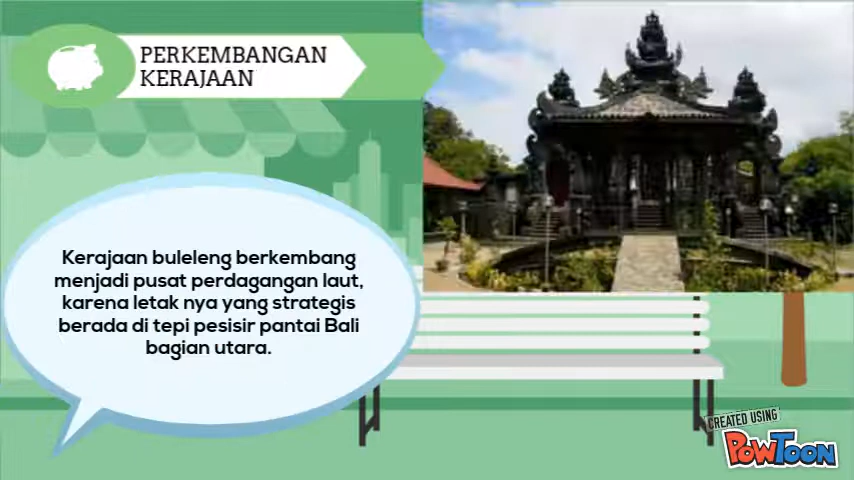 PERKEMBANGAN
KERAJAAN
Kerajaan buleleng berkembang
menjadi pusat perdagangan laut,
karena letak nya yang strategis
berada di tepi pesisir pantai Bali
bagian utara.
CREATED USING
POWTOON